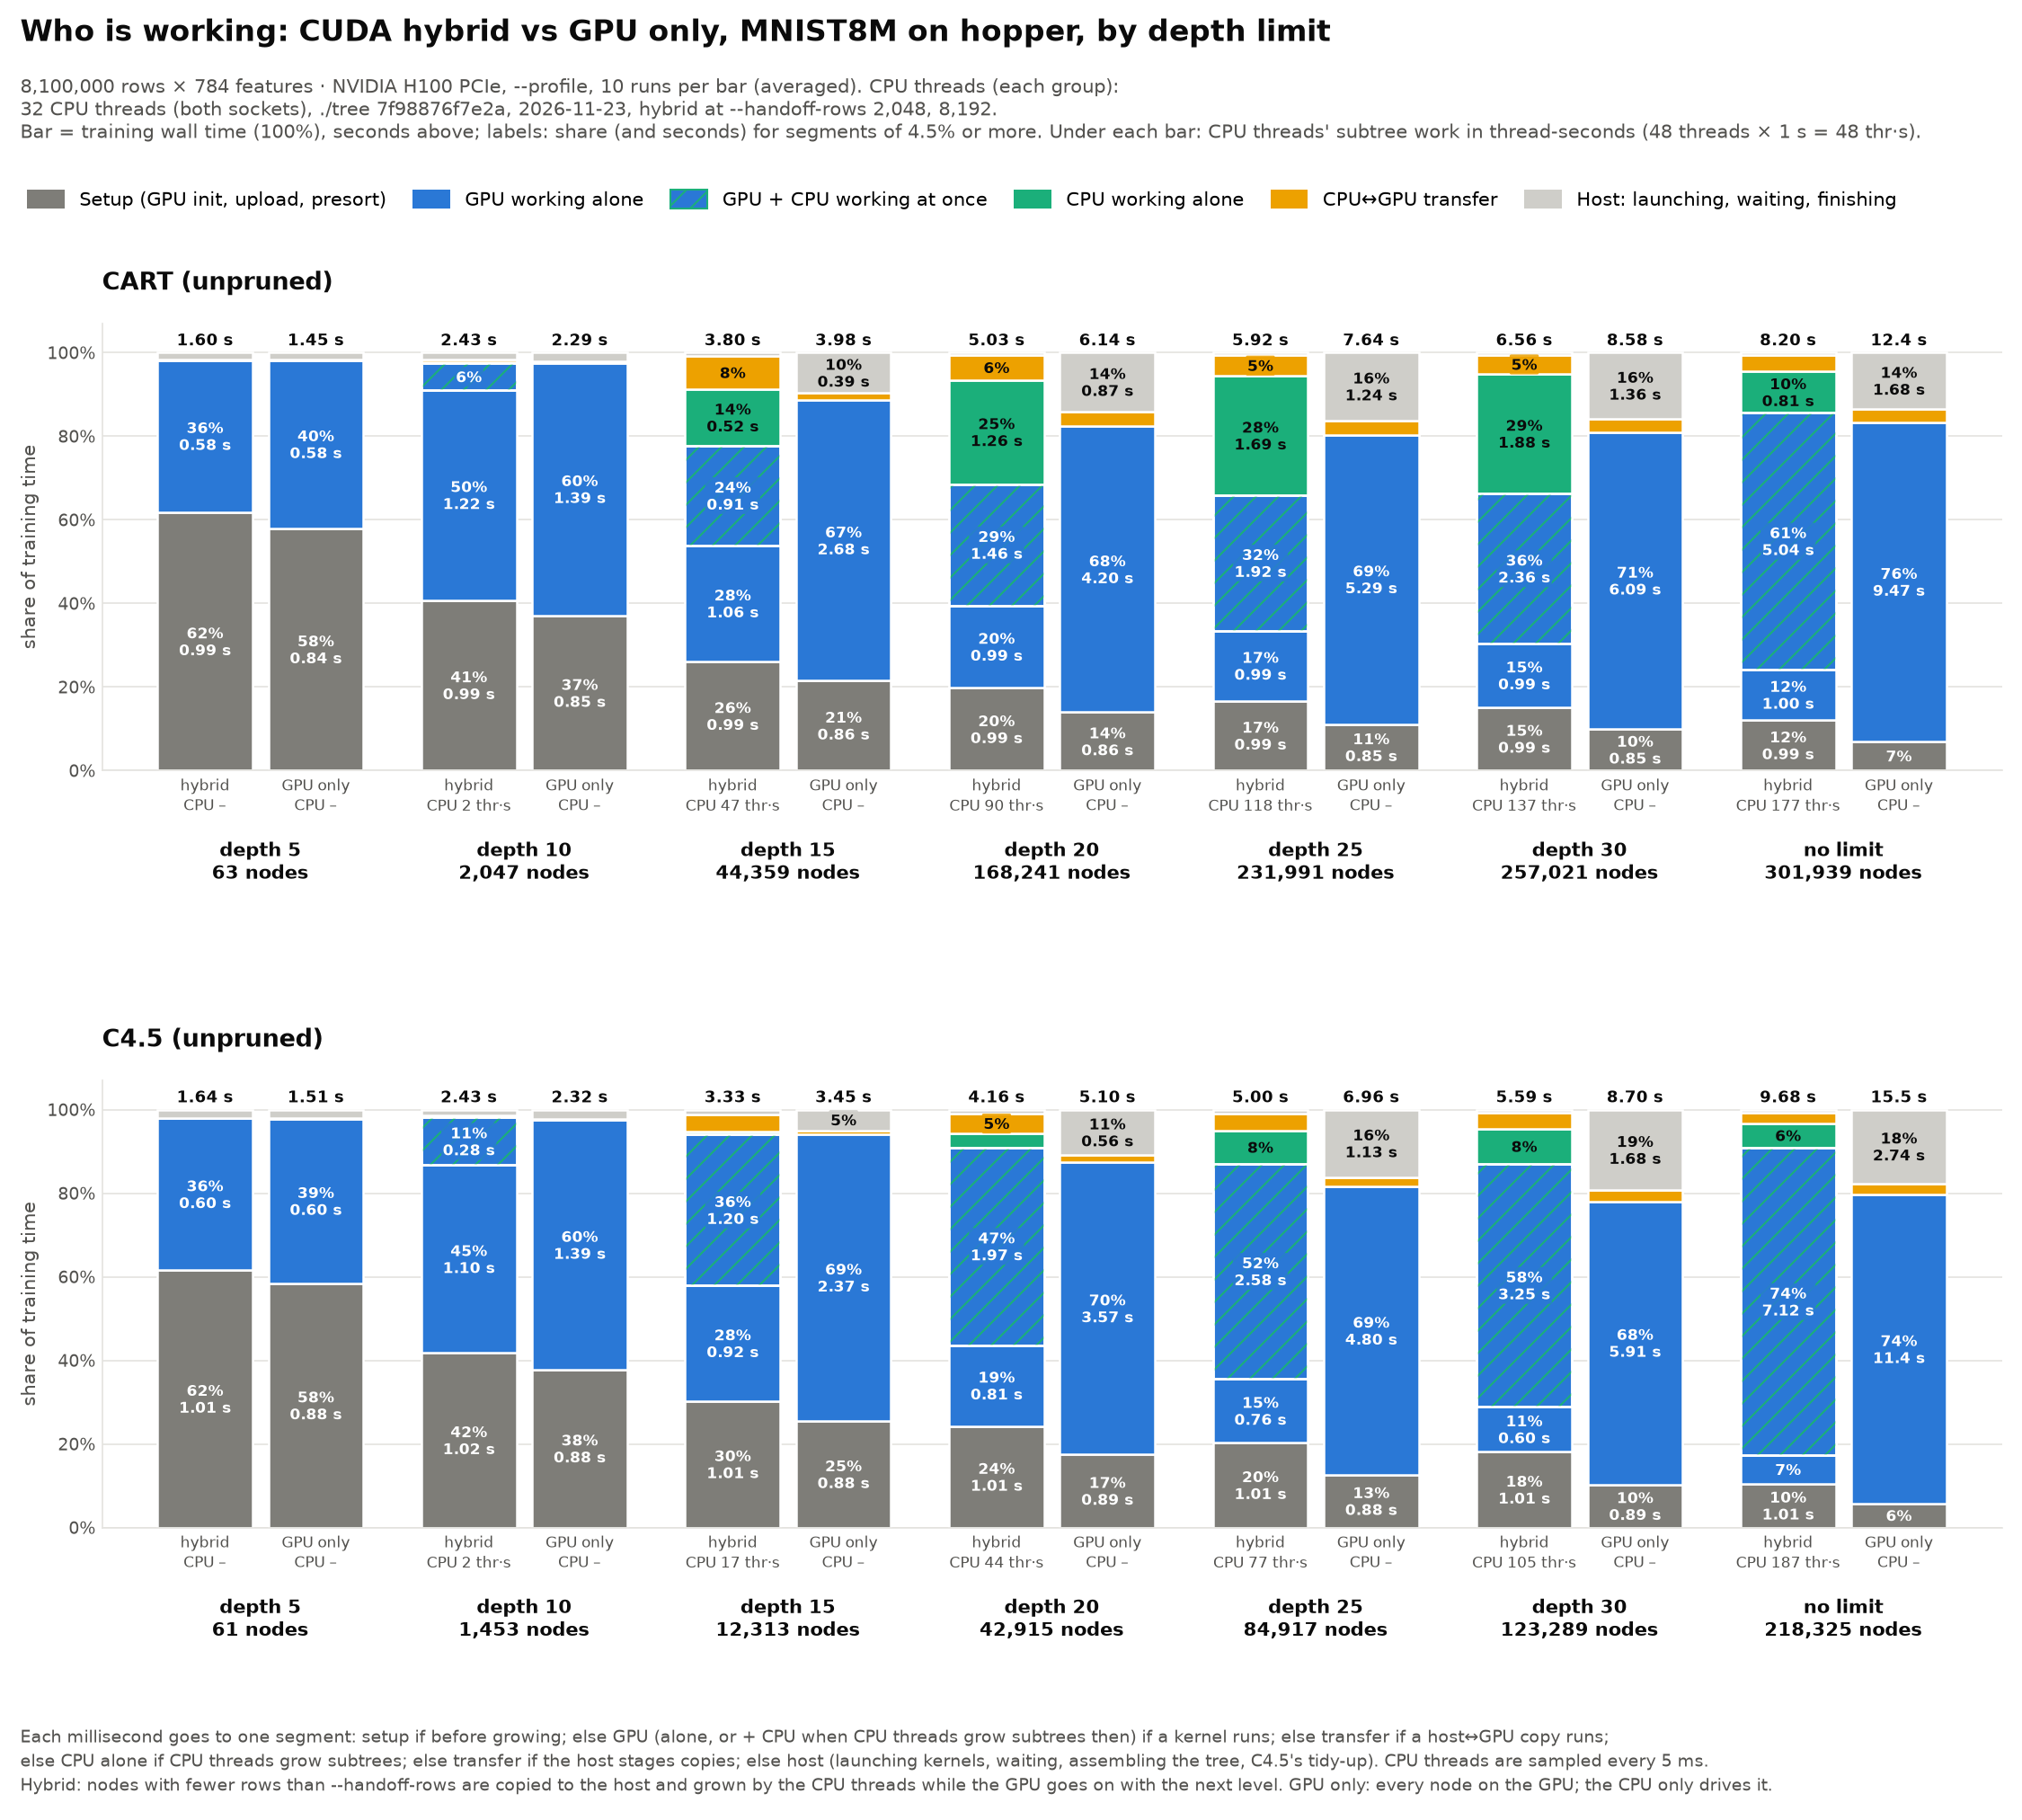 Who is working: CUDA hybrid vs GPU only, MNIST8M on hopper, by depth limit
8,100,000 rows × 784 features · NVIDIA H100 PCIe, --profile, 10 runs per bar (averaged). CPU threads (each group):
32 CPU threads (both sockets), ./tree 7f98876f7e2a, 2026-11-23, hybrid at --handoff-rows 2,048, 8,192.
Bar = training wall time (100%), seconds above; labels: share (and seconds) for segments of 4.5% or more. Under each bar: CPU threads' subtree work in thread-seconds (48 threads × 1 s = 48 thr·s).
Setup (GPU init, upload, presort) GPU working alone GPU + CPU working at once CPU working alone CPU↔GPU transfer Host: launching, waiting, finishing
CART (unpruned)
1.60 s 1.45 s 2.43 s 2.29 s 3.80 s 3.98 s 5.03 s 6.14 s 5.92 s 7.64 s 6.56 s 8.58 s 8.20 s 12.4 s
share of training time
100%
80%
60%
40%
20%
0%
36%
0.58 s
62%
0.99 s
40%
0.58 s
58%
0.84 s
6%
50%
1.22 s
41%
0.99 s
60%
1.39 s
37%
0.85 s
8%
14%
0.52 s
24%
0.91 s
28%
1.06 s
26%
0.99 s
10%
0.39 s
67%
2.68 s
21%
0.86 s
6%
25%
1.26 s
29%
1.46 s
20%
0.99 s
20%
0.99 s
14%
0.87 s
68%
4.20 s
14%
0.86 s
5%
28%
1.69 s
32%
1.92 s
17%
0.99 s
17%
0.99 s
16%
1.24 s
69%
5.29 s
11%
0.85 s
5%
29%
1.88 s
36%
2.36 s
15%
0.99 s
15%
0.99 s
16%
1.36 s
71%
6.09 s
10%
0.85 s
10%
0.81 s
61%
5.04 s
12%
1.00 s
12%
0.99 s
14%
1.68 s
76%
9.47 s
7%
hybrid GPU only hybrid GPU only hybrid GPU only hybrid GPU only hybrid GPU only hybrid GPU only hybrid GPU only
CPU – CPU – CPU 2 thr·s CPU – CPU 47 thr·s CPU – CPU 90 thr·s CPU – CPU 118 thr·s CPU – CPU 137 thr·s CPU – CPU 177 thr·s CPU –
depth 5 depth 10 depth 15 depth 20 depth 25 depth 30 no limit
63 nodes 2,047 nodes 44,359 nodes 168,241 nodes 231,991 nodes 257,021 nodes 301,939 nodes
C4.5 (unpruned)
1.64 s 1.51 s 2.43 s 2.32 s 3.33 s 3.45 s 4.16 s 5.10 s 5.00 s 6.96 s 5.59 s 8.70 s 9.68 s 15.5 s
share of training time
100%
80%
60%
40%
20%
0%
36%
0.60 s
62%
1.01 s
39%
0.60 s
58%
0.88 s
11%
0.28 s
45%
1.10 s
42%
1.02 s
60%
1.39 s
38%
0.88 s
36%
1.20 s
28%
0.92 s
30%
1.01 s
5%
69%
2.37 s
25%
0.88 s
5%
47%
1.97 s
19%
0.81 s
24%
1.01 s
11%
0.56 s
70%
3.57 s
17%
0.89 s
8%
52%
2.58 s
15%
0.76 s
20%
1.01 s
16%
1.13 s
69%
4.80 s
13%
0.88 s
8%
58%
3.25 s
11%
0.60 s
18%
1.01 s
19%
1.68 s
68%
5.91 s
10%
0.89 s
6%
74%
7.12 s
7%
10%
1.01 s
18%
2.74 s
74%
11.4 s
6%
hybrid GPU only hybrid GPU only hybrid GPU only hybrid GPU only hybrid GPU only hybrid GPU only hybrid GPU only
CPU – CPU – CPU 2 thr·s CPU – CPU 17 thr·s CPU – CPU 44 thr·s CPU – CPU 77 thr·s CPU – CPU 105 thr·s CPU – CPU 187 thr·s CPU –
depth 5 depth 10 depth 15 depth 20 depth 25 depth 30 no limit
61 nodes 1,453 nodes 12,313 nodes 42,915 nodes 84,917 nodes 123,289 nodes 218,325 nodes
Each millisecond goes to one segment: setup if before growing; else GPU (alone, or + CPU when CPU threads grow subtrees then) if a kernel runs; else transfer if a host↔GPU copy runs;
else CPU alone if CPU threads grow subtrees; else transfer if the host stages copies; else host (launching kernels, waiting, assembling the tree, C4.5's tidy-up). CPU threads are sampled every 5 ms.
Hybrid: nodes with fewer rows than --handoff-rows are copied to the host and grown by the CPU threads while the GPU goes on with the next level. GPU only: every node on the GPU; the CPU only drives it.